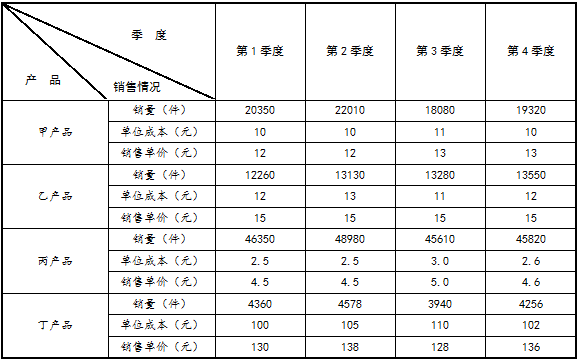 季 度
产 品
销售情况
第1季度 第2季度 第3季度 第4季度
甲产品
销量（件） 20350 22010 18080 19320
单位成本（元） 10 10 11 10
销售单价（元） 12 12 13 13
乙产品
销量（件） 12260 13130 13280 13550
单位成本（元） 12 13 11 12
销售单价（元） 15 15 15 15
丙产品
销量（件） 46350 48980 45610 45820
单位成本（元） 2.5 2.5 3.0 2.6
销售单价（元） 4.5 4.5 5.0 4.6
丁产品
销量（件） 4360 4578 3940 4256
单位成本（元） 100 105 110 102
销售单价（元） 130 138 128 136